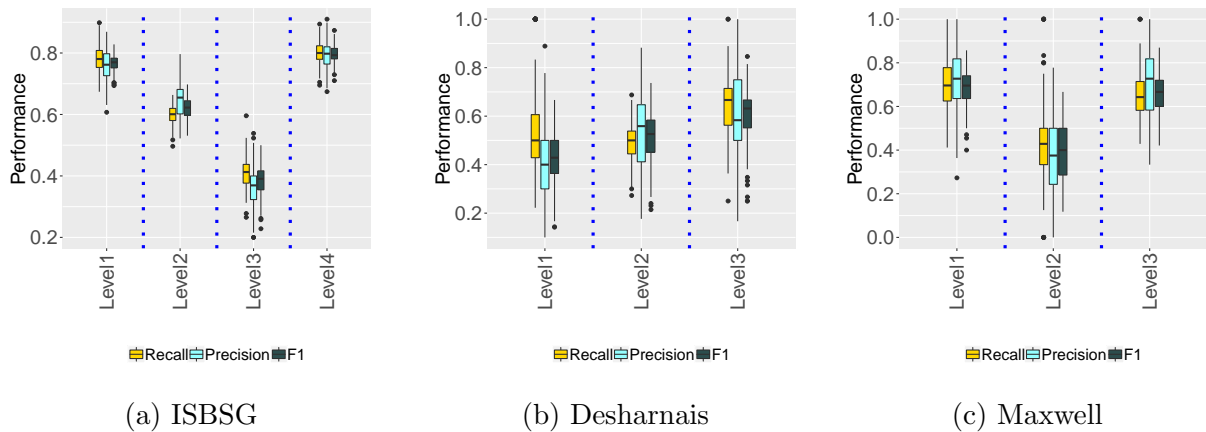 Performance
0.8
0.6
0.4
0.2
Level1
Level2
Level3
Level4
Recall Precision F1
(a) ISBSG
Performance
1.0
0.8
0.6
0.4
0.2
Level1
Level2
Level3
Recall Precision F1
(b) Desharnais
Performance
1.0
0.8
0.6
0.4
0.2
0.0
Level1
Level2
Level3
Recall Precision F1
(c) Maxwell